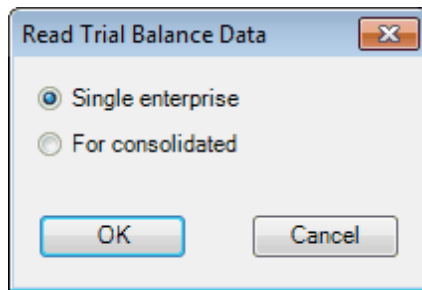 Read Trial Balance Data
Single enterprise
For consolidated
OK
Cancel